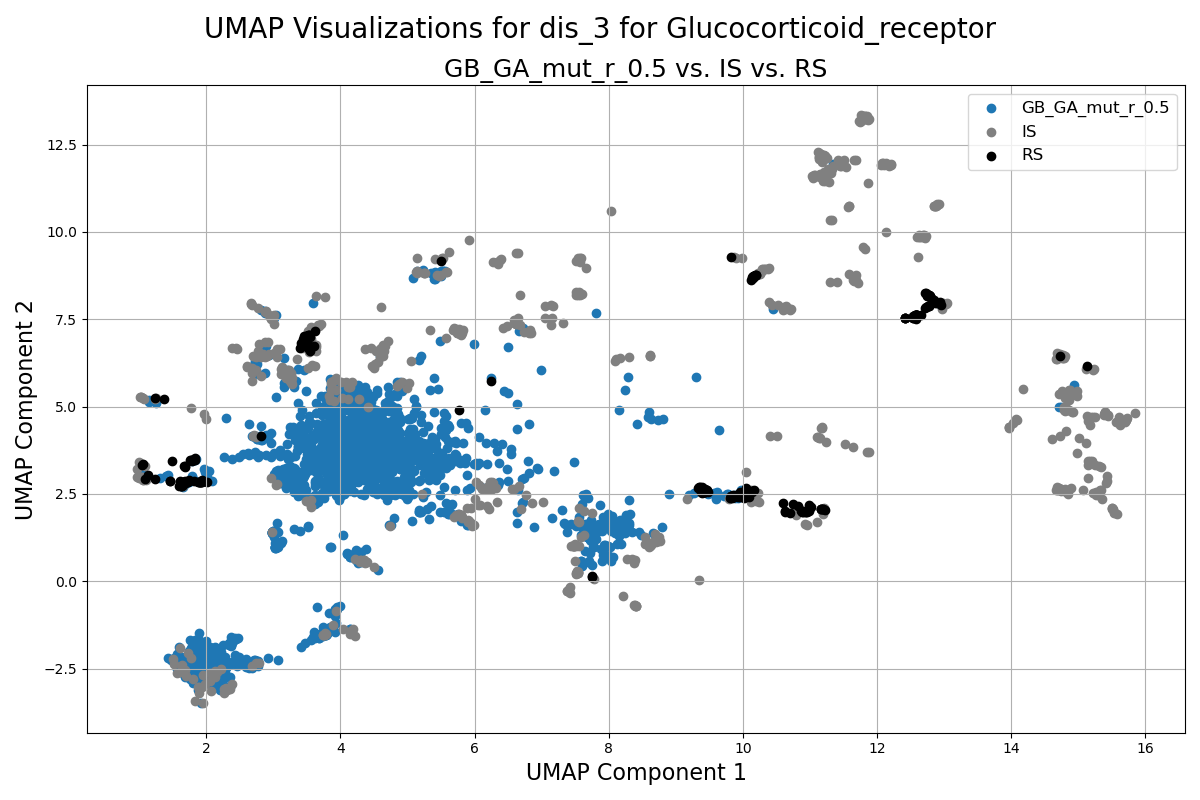 UMAP Visualizations for dis_3 for Glucocorticoid_receptor
GB_GA_mut_r_0.5 vs. IS vs. RS
GB_GA_mut_r_0.5
IS
RS
12.5
10.0
7.5
5.0
2.5
0.0
−2.5
UMAP Component 2
2 4 6 8 10 12 14 16
UMAP Component 1